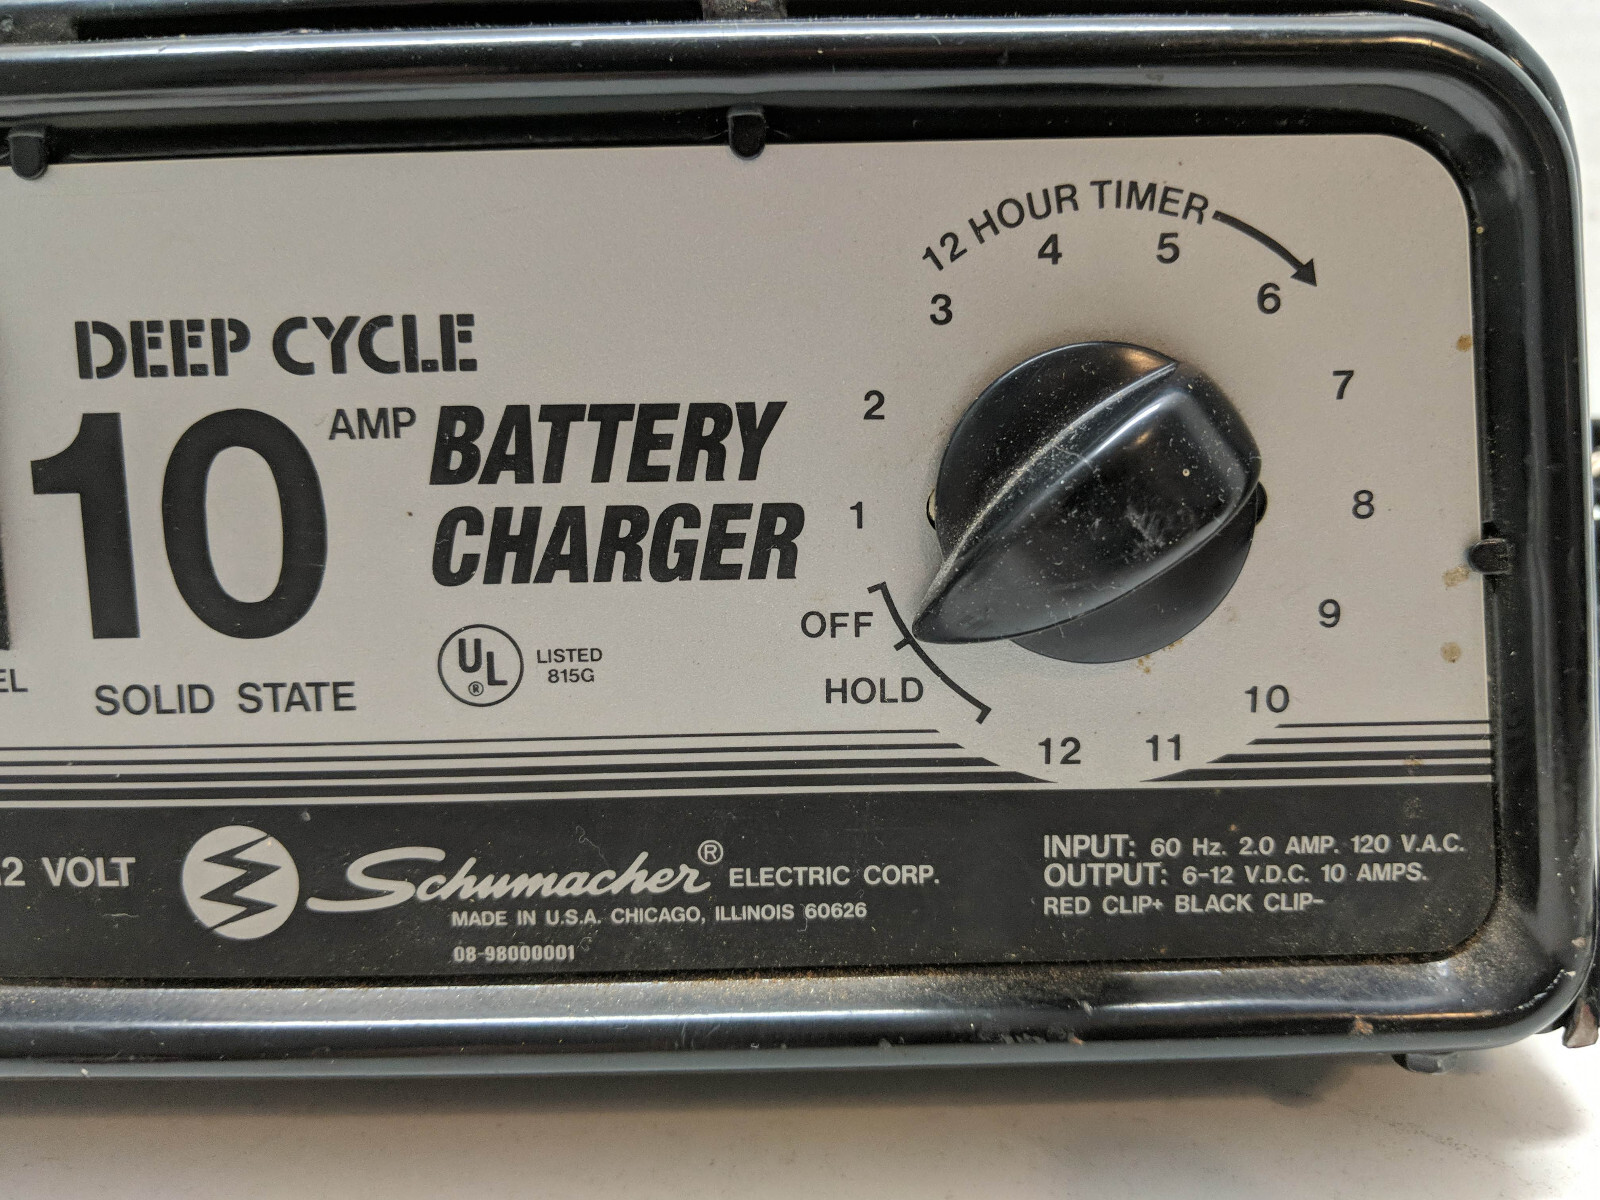 12 HOUR TIMER
3 4 5 6
2 7
1 8
9
10
12 11
OFF
HOLD
DEEP CYCLE
10 AMP BATTERY
CHARGER
UL®
LISTED
815G
SOLID STATE
VOLT
Schumacher® ELECTRIC CORP.
MADE IN U.S.A. CHICAGO, ILLINOIS 60626
08-98000001
INPUT: 60 Hz. 2.0 AMP. 120 V.A.C.
OUTPUT: 6-12 V.D.C. 10 AMPS.
RED CLIP+ BLACK CLIP-